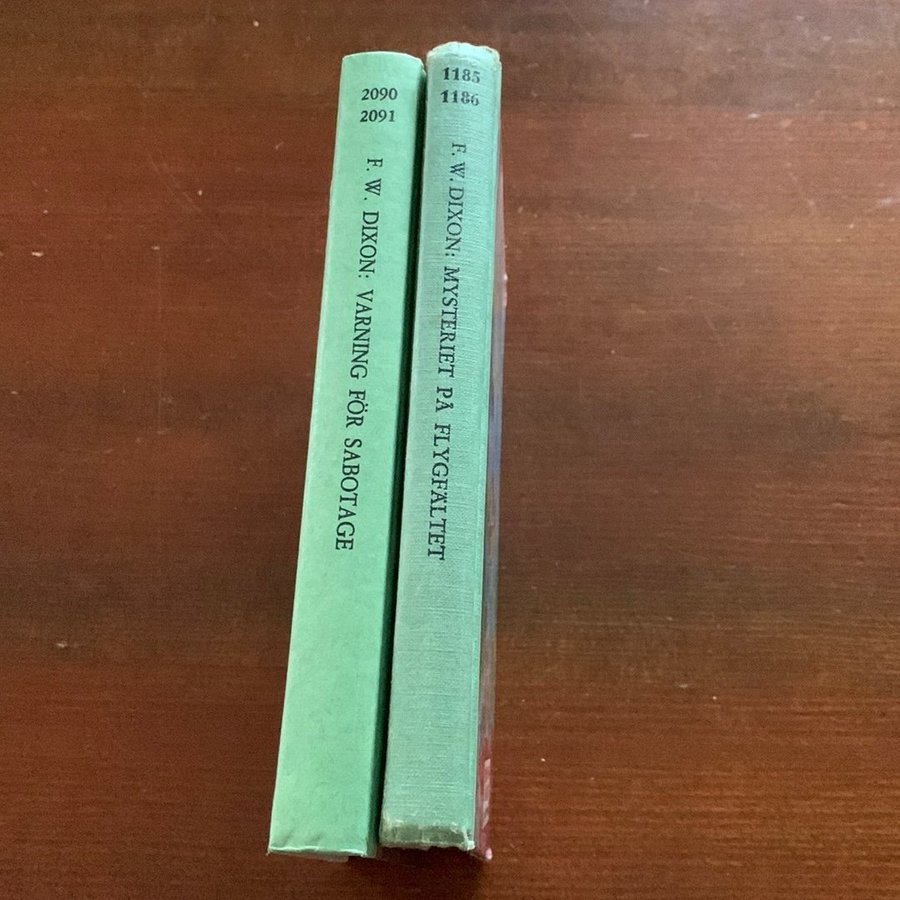 2090
2091
F. W. DIXON: VARNING FÖR SABOTAGE
1185
1186
F. W. DIXON: MYSTERIET PÅ FLYGFÄLTET